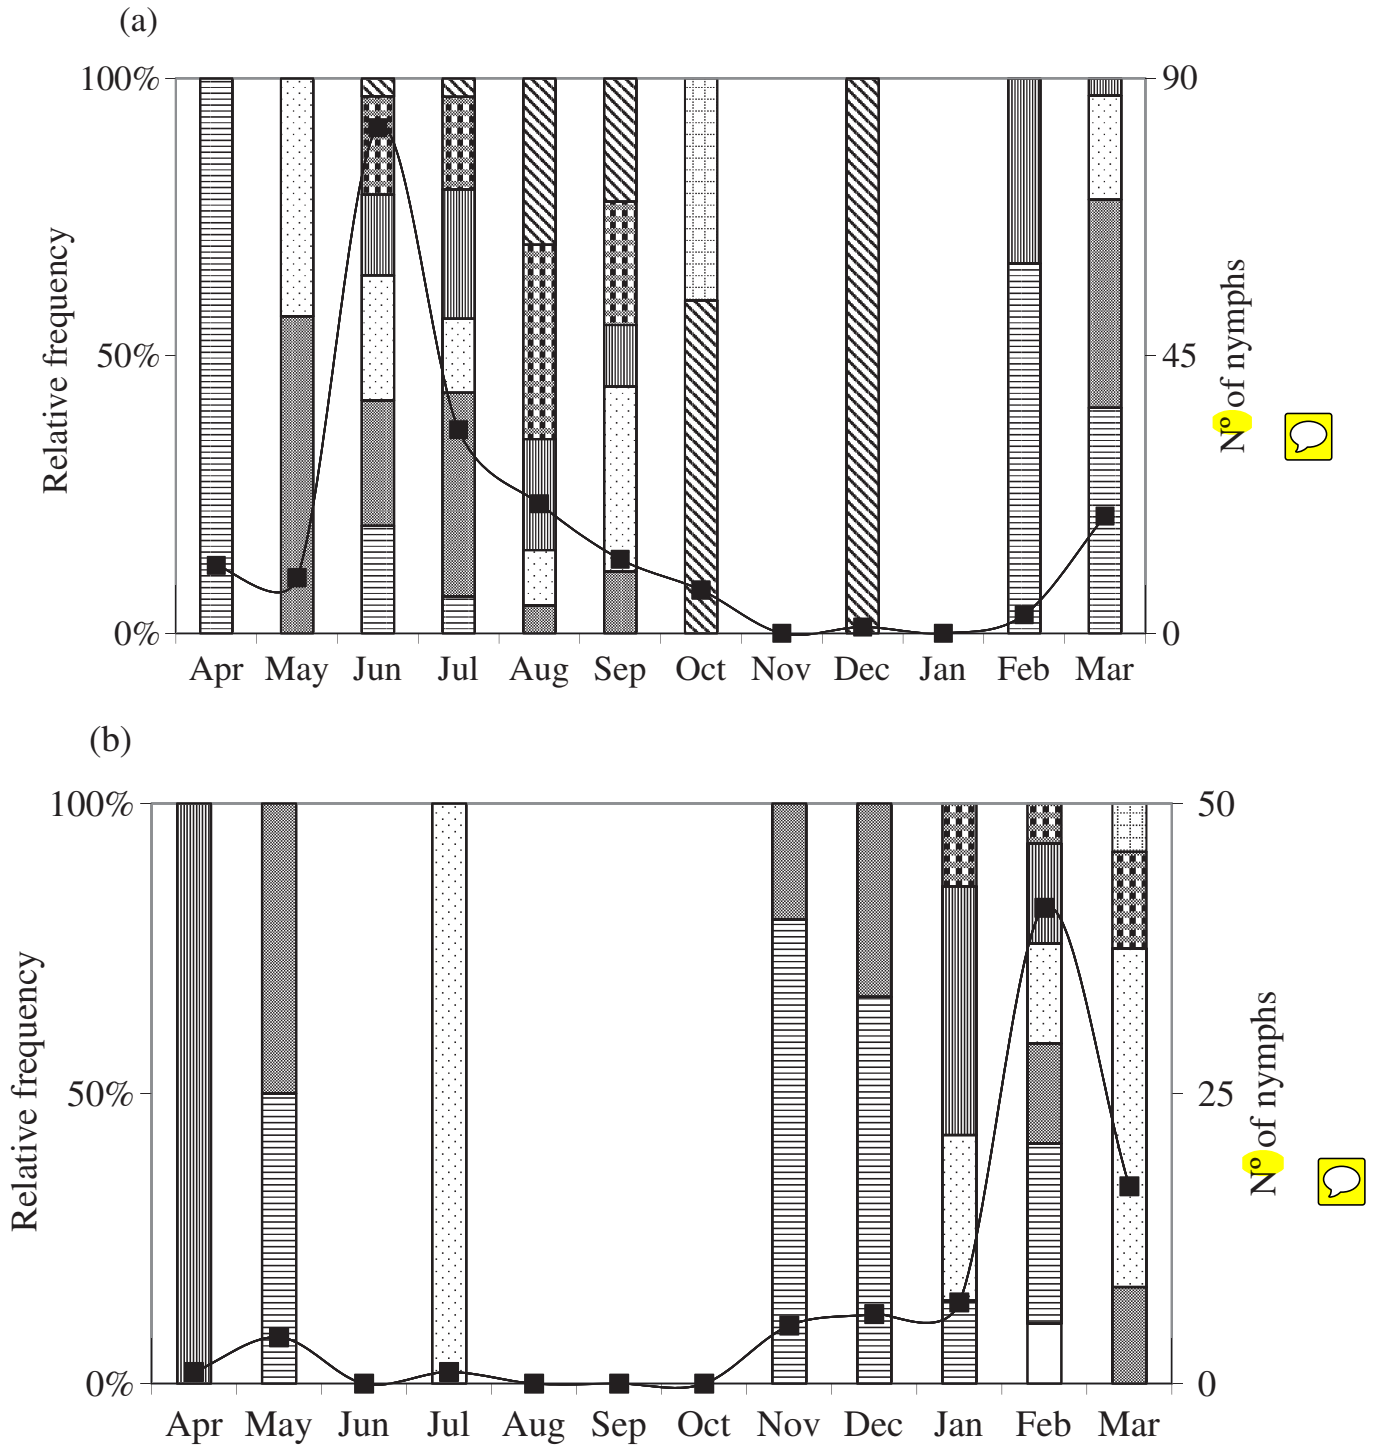 (a)
100%
50%
0%
Relative frequency
90
45
0
Nº of nymphs
Apr May Jun Jul Aug Sep Oct Nov Dec Jan Feb Mar
(b)
100%
50%
0%
Relative frequency
50
25
0
Nº of nymphs
Apr May Jun Jul Aug Sep Oct Nov Dec Jan Feb Mar